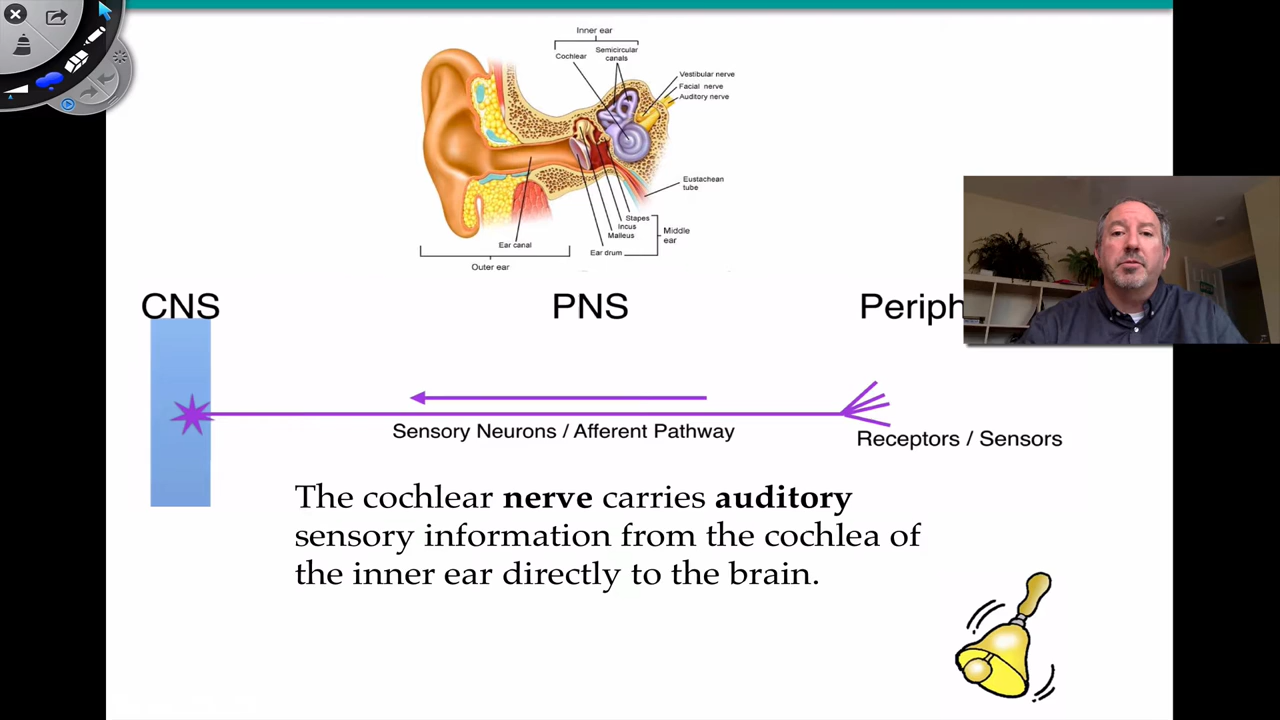 Inner ear
Cochlear
Semicircular
canals
Vestibular nerve
Facial nerve
Auditory nerve
Eustachean
tube
Stapes
Incus
Malleus
Middle
ear
Ear drum
Ear canal
Outer ear
CNS
PNS
Periph
Sensory Neurons / Afferent Pathway
Receptors / Sensors
The cochlear nerve carries auditory
sensory information from the cochlea of
the inner ear directly to the brain.